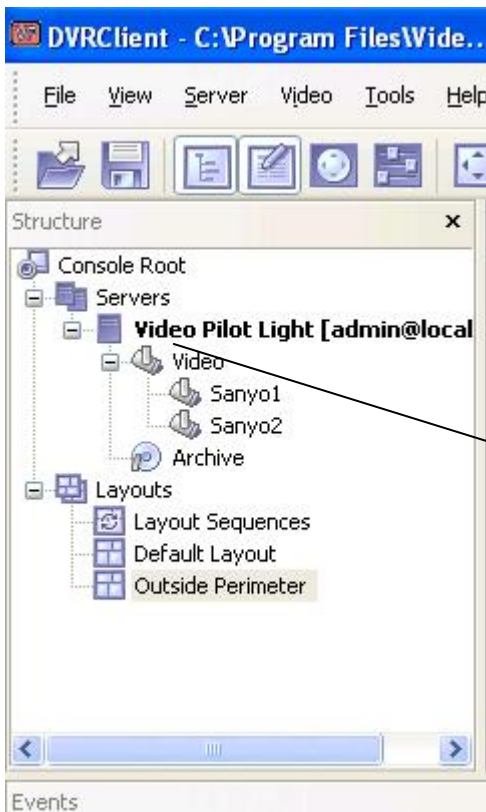 DVRClient - C:\Program Files\Wide..
File View Server Video Tools Help
Structure
Console Root
Servers
Video Pilot Light [admin@local
Video
Sanyo1
Sanyo2
Archive
Layouts
Layout Sequences
Default Layout
Outside Perimeter
Events